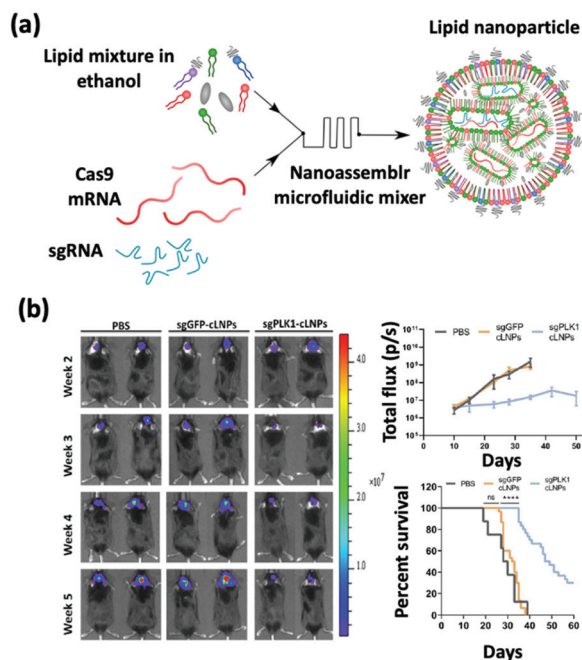 (a)
Lipid mixture in
ethanol
Cas9
mRNA
sgRNA
Nanoassemblr
microfluidic mixer
Lipid nanoparticle
(b)
PBS
sgGFP-cLNPs
sgPLK1-cLNPs
Week 2
Week 3
Week 4
Week 5
4.0
3.0
2.0
1.0
x10⁷
PBS
sgGFP
cLNPs
sgPLK1
cLNPs
Total flux (p/s)
10¹¹
10¹⁰
10⁹
10⁸
10⁷
10⁶
10⁵
0 10 20 30 40 50
Days
PBS
sgGFP
cLNPs
sgPLK1
cLNPs
ns ****
Percent survival
100
80
60
40
20
0
0 10 20 30 40 50 60
Days